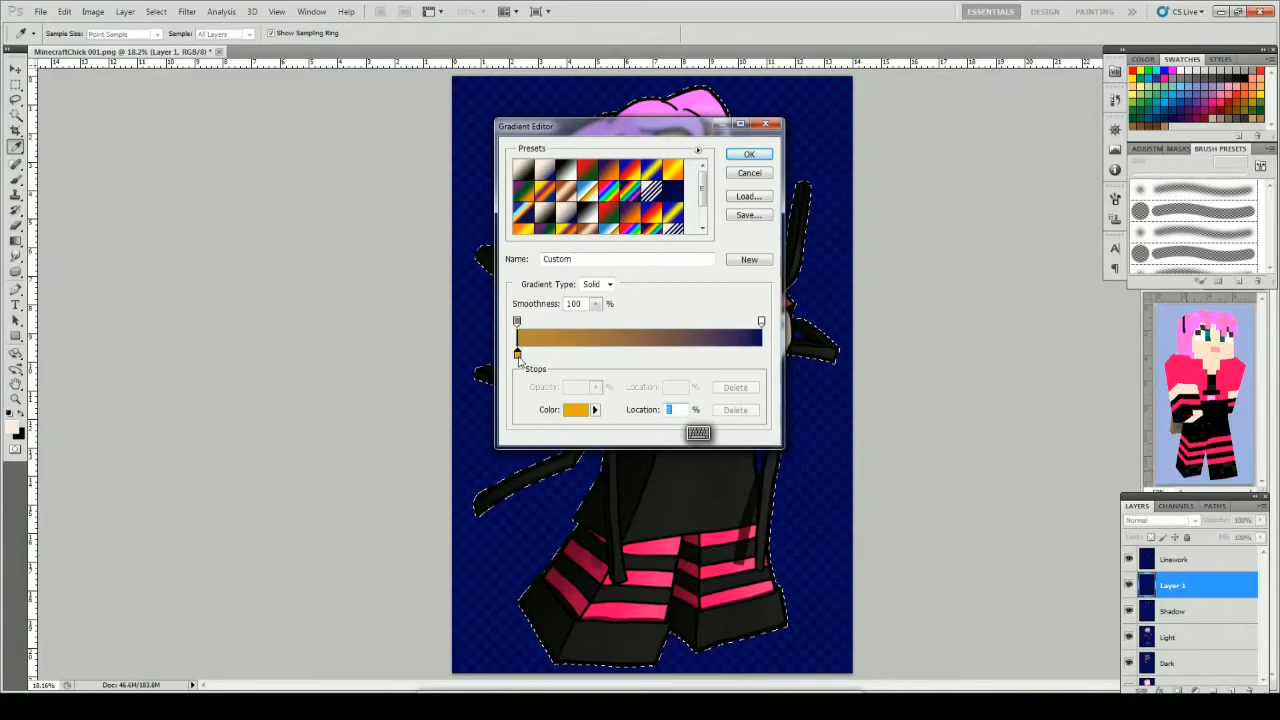 Ps File Edit Image Layer Select Filter Analysis 3D View Window Help ESSENTIALS DESIGN PAINTING CS Live
Sample Size: Point Sample Sample: All Layers Show Sampling Ring
MinecraftChick 001.png @ 18.2% (Layer 1, RGB/8) *
COLOR SWATCHES STYLES
Gradient Editor
Presets
OK
Cancel
Load...
Save...
ADJUSTM MASKS BRUSH PRESETS
Size:
Name: Custom New
Gradient Type: Solid
Smoothness: 100 %
Stops
Opacity: % Location: % Delete
Color: Location: % Delete
LAYERS CHANNELS PATHS
Normal Opacity: 100%
Fill: 100%
Linework
Layer 1
Shadow
Light
Dark
18.16% Doc: 46.6M/183.8M